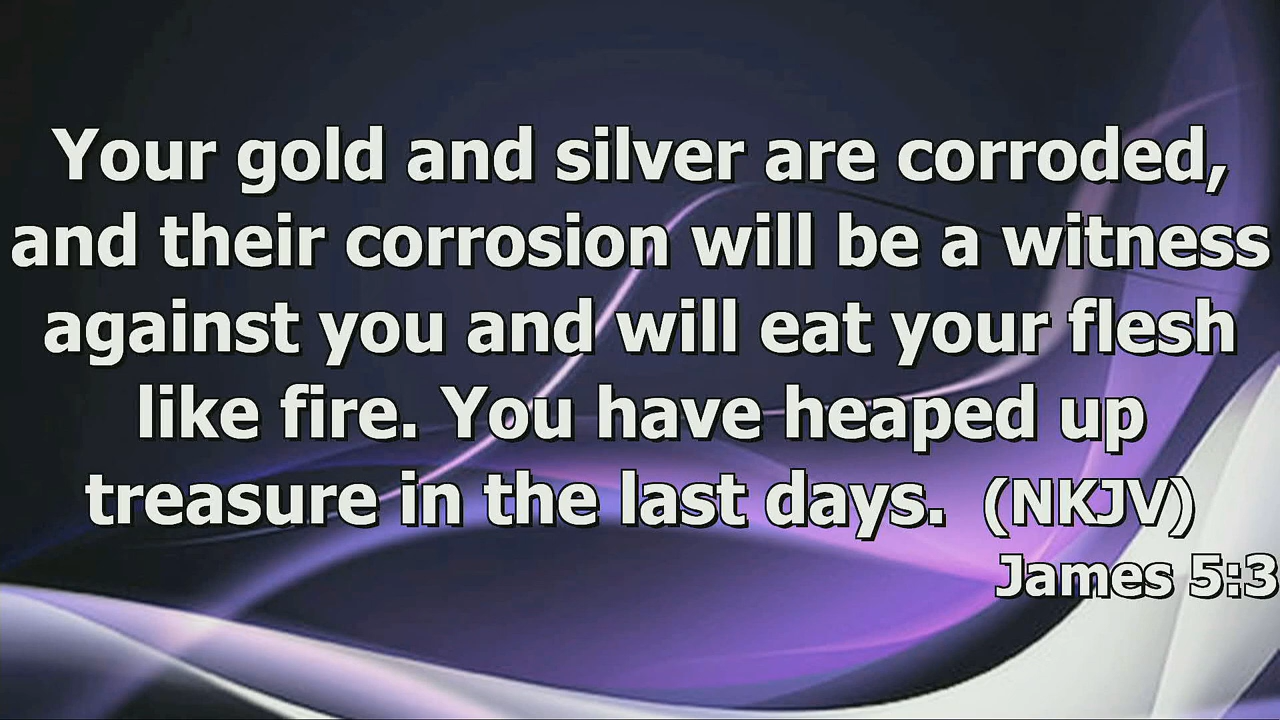 Your gold and silver are corroded,
and their corrosion will be a witness
against you and will eat your flesh
like fire. You have heaped up
treasure in the last days. (NKJV)
James 5:3